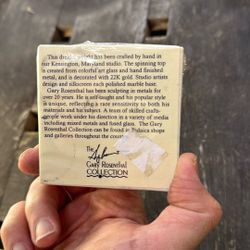 This dreidel has been crafted by hand in
our Kensington, Maryland studio. The spinning top
is created from colorful art glass and hand finished
metal, and is decorated with 22K gold. Studio artists
design and silkscreen each polished marble base.
Gary Rosenthal has been sculpting in metals for
over 20 years. He is self-taught and his popular style
is unique, reflecting a rare sensitivity to both his
materials and his subject. A team of skilled crafts-
people work under his direction in a variety of media
including mixed metals and fused glass. The Gary
Rosenthal Collection can be found in Judaica shops
and galleries throughout the
THE
GARY ROSENTHAL
COLLECTION